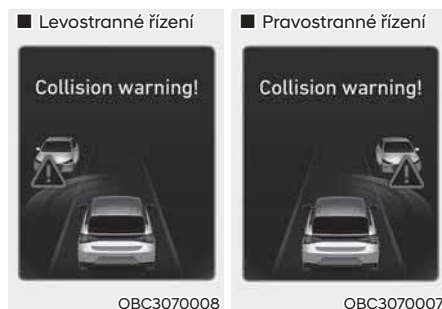 ■ Levostranné řízení
Collision warning!
OBC3070008
■ Pravostranné řízení
Collision warning!
OBC3070007